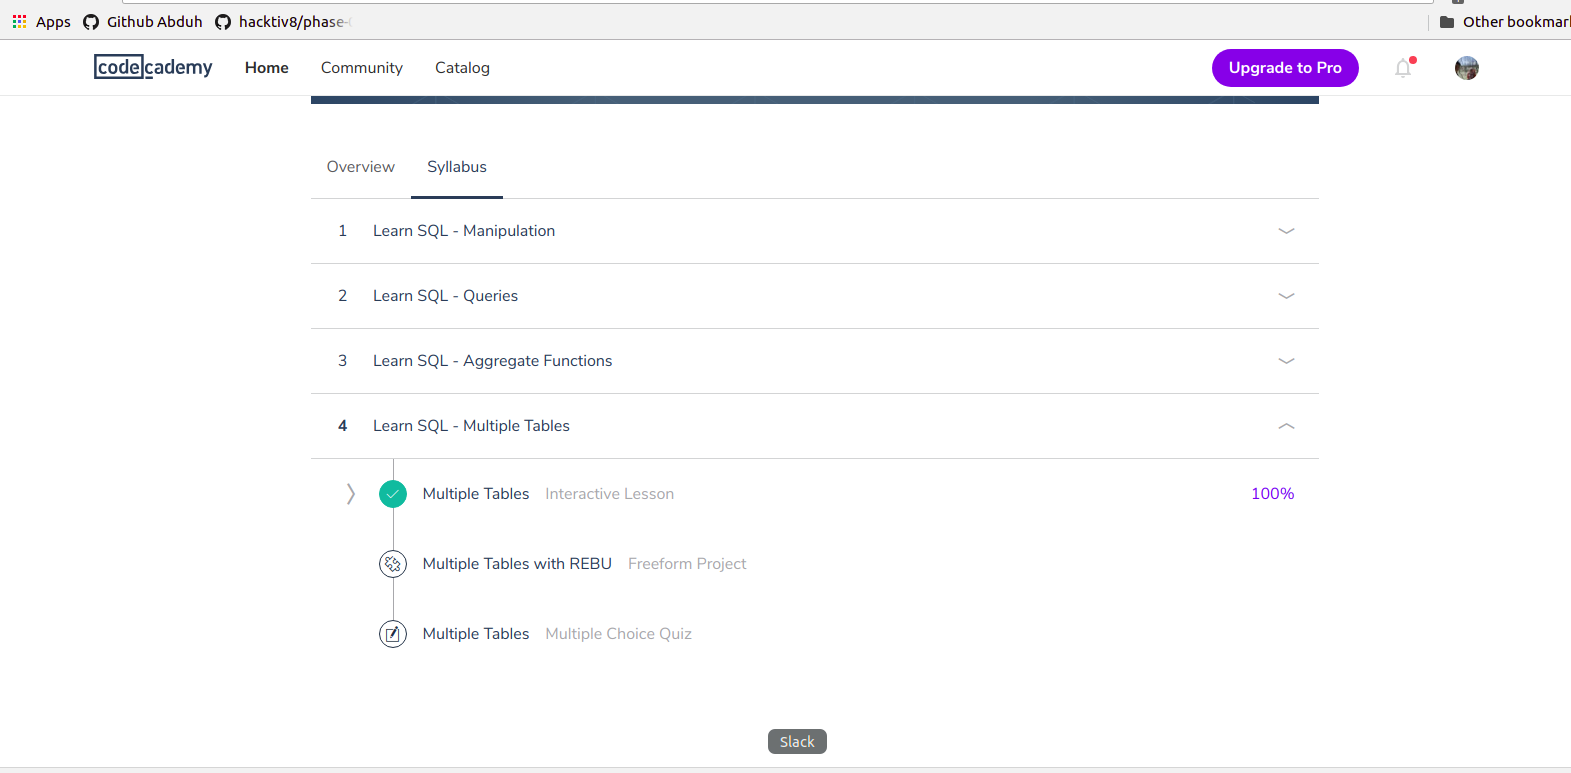 Apps Github Abduh hacktiv8/phase- Other bookmar
codecademy Home Community Catalog Upgrade to Pro
Overview Syllabus
1 Learn SQL - Manipulation
2 Learn SQL - Queries
3 Learn SQL - Aggregate Functions
4 Learn SQL - Multiple Tables
Multiple Tables Interactive Lesson 100%
Multiple Tables with REBU Freeform Project
Multiple Tables Multiple Choice Quiz
Slack